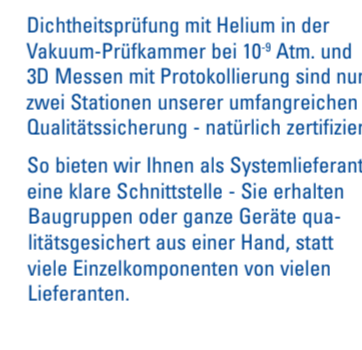 Dichtheitsprüfung mit Helium in der
Vakuum-Prüfkammer bei 10⁻⁹ Atm. und
3D Messen mit Protokollierung sind nur
zwei Stationen unserer umfangreichen
Qualitätssicherung - natürlich zertifizier
So bieten wir Ihnen als Systemlieferant
eine klare Schnittstelle - Sie erhalten
Baugruppen oder ganze Geräte qua-
litätsgesichert aus einer Hand, statt
viele Einzelkomponenten von vielen
Lieferanten.